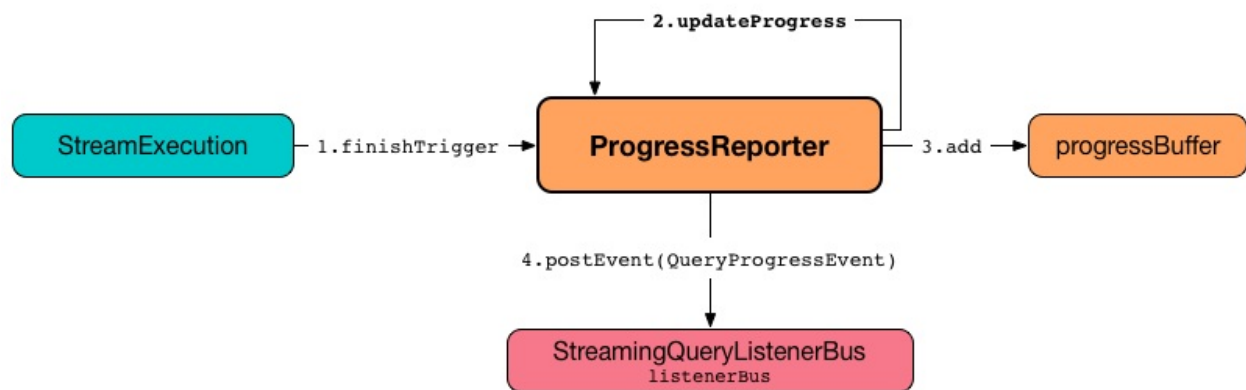 2.updateProgress
StreamExecution
1.finishTrigger
ProgressReporter
3.add
progressBuffer
4.postEvent(QueryProgressEvent)
StreamingQueryListenerBus
listenerBus